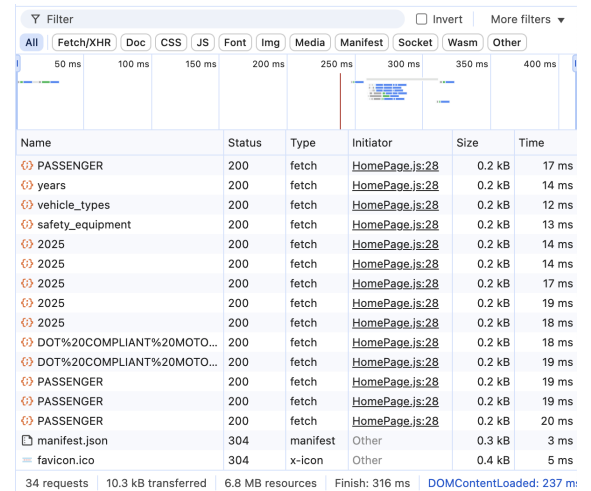 Filter Invert More filters
All Fetch/XHR Doc CSS JS Font Img Media Manifest Socket Wasm Other
50 ms 100 ms 150 ms 200 ms 250 ms 300 ms 350 ms 400 ms
Name Status Type Initiator Size Time
PASSENGER 200 fetch HomePage.js:28 0.2 kB 17 ms
years 200 fetch HomePage.js:28 0.2 kB 14 ms
vehicle_types 200 fetch HomePage.js:28 0.2 kB 12 ms
safety_equipment 200 fetch HomePage.js:28 0.2 kB 13 ms
2025 200 fetch HomePage.js:28 0.2 kB 14 ms
2025 200 fetch HomePage.js:28 0.2 kB 14 ms
2025 200 fetch HomePage.js:28 0.2 kB 17 ms
2025 200 fetch HomePage.js:28 0.2 kB 19 ms
2025 200 fetch HomePage.js:28 0.2 kB 18 ms
DOT%20COMPLIANT%20MOTO... 200 fetch HomePage.js:28 0.2 kB 18 ms
DOT%20COMPLIANT%20MOTO... 200 fetch HomePage.js:28 0.2 kB 19 ms
PASSENGER 200 fetch HomePage.js:28 0.2 kB 19 ms
PASSENGER 200 fetch HomePage.js:28 0.2 kB 19 ms
PASSENGER 200 fetch HomePage.js:28 0.2 kB 20 ms
manifest.json 304 manifest Other 0.3 kB 3 ms
favicon.ico 304 x-icon Other 0.4 kB 5 ms
34 requests 10.3 kB transferred 6.8 MB resources Finish: 316 ms DOMContentLoaded: 237 ms